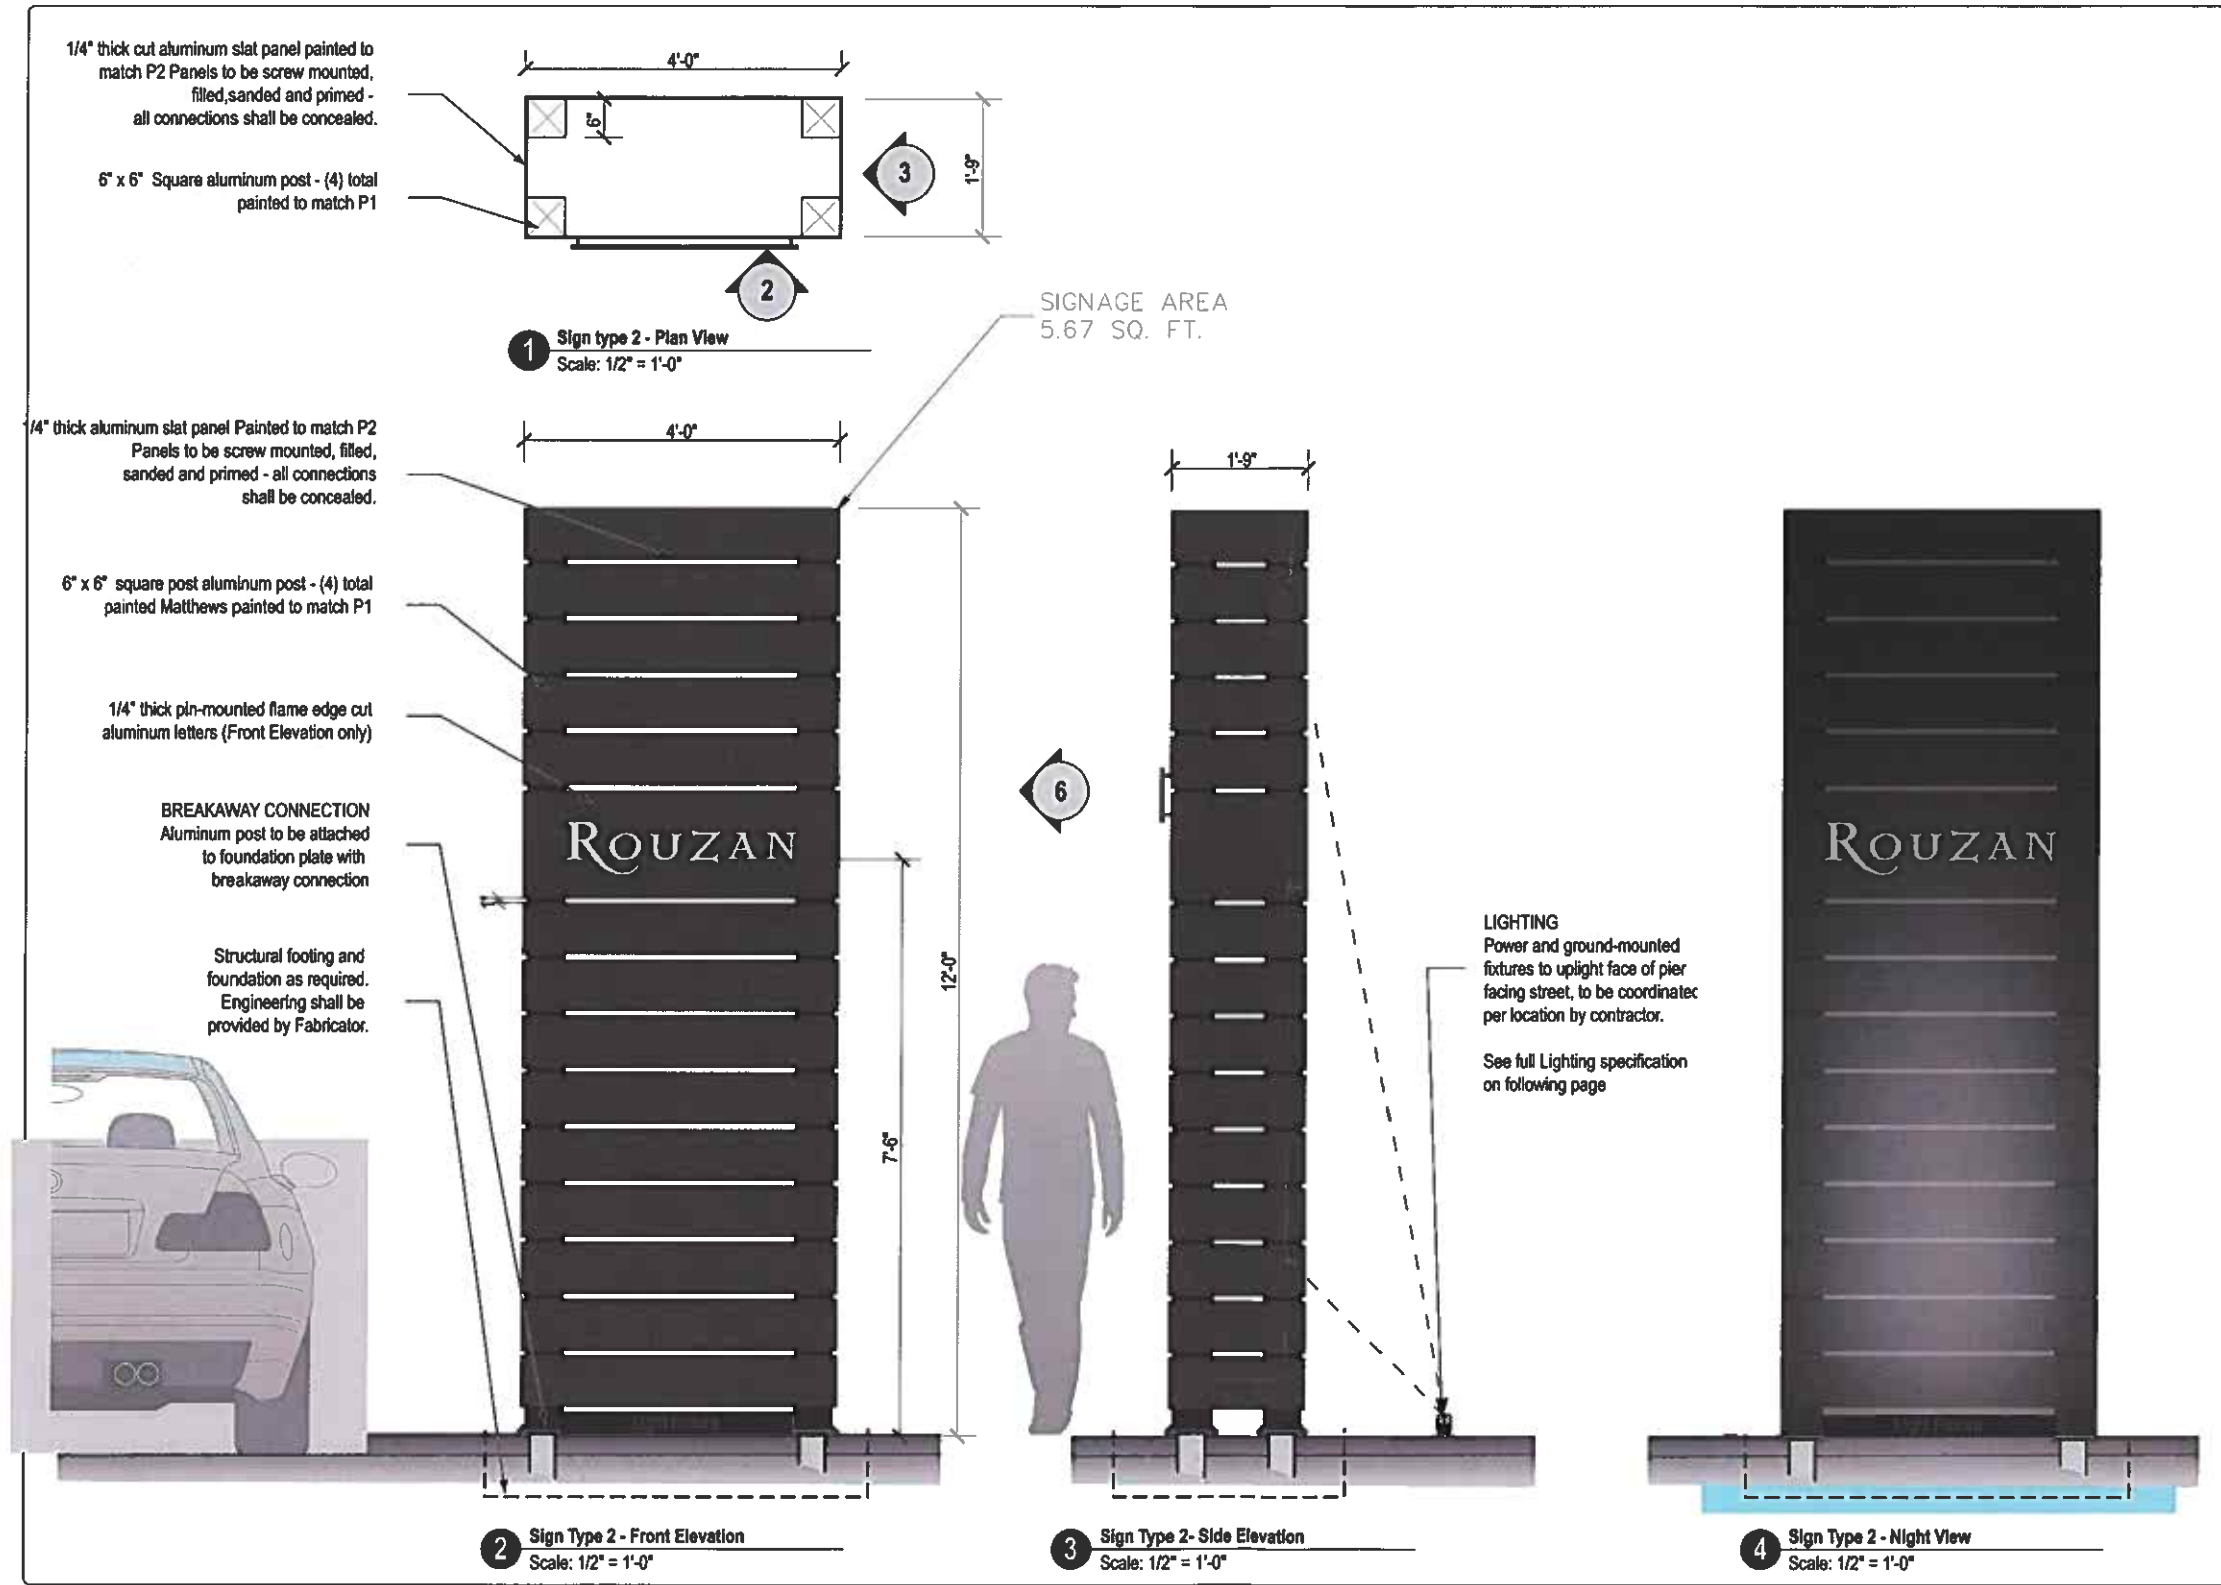 1/4" thick cut aluminum slat panel painted to
match P2 Panels to be screw mounted,
filled,sanded and primed -
all connections shall be concealed.
6" x 6" Square aluminum post - (4) total
painted to match P1
4'-0"
6"
1'-9"
3
2
1
Sign type 2 - Plan View
Scale: 1/2" = 1'-0"
SIGNAGE AREA
5.67 SQ. FT.
/4" thick aluminum slat panel Painted to match P2
Panels to be screw mounted, filled,
sanded and primed - all connections
shall be concealed.
6" x 6" square post aluminum post - (4) total
painted Matthews painted to match P1
1/4" thick pin-mounted flame edge cut
aluminum letters (Front Elevation only)
BREAKAWAY CONNECTION
Aluminum post to be attached
to foundation plate with
breakaway connection
Structural footing and
foundation as required.
Engineering shall be
provided by Fabricator.
4'-0"
ROUZAN
12'-0"
7'-6"
2
Sign Type 2 - Front Elevation
Scale: 1/2" = 1'-0"
1'-9"
6
LIGHTING
Power and ground-mounted
fixtures to uplight face of pier
facing street, to be coordinated
per location by contractor.
See full Lighting specification
on following page
3
Sign Type 2- Side Elevation
Scale: 1/2" = 1'-0"
ROUZAN
4
Sign Type 2 - Night View
Scale: 1/2" = 1'-0"